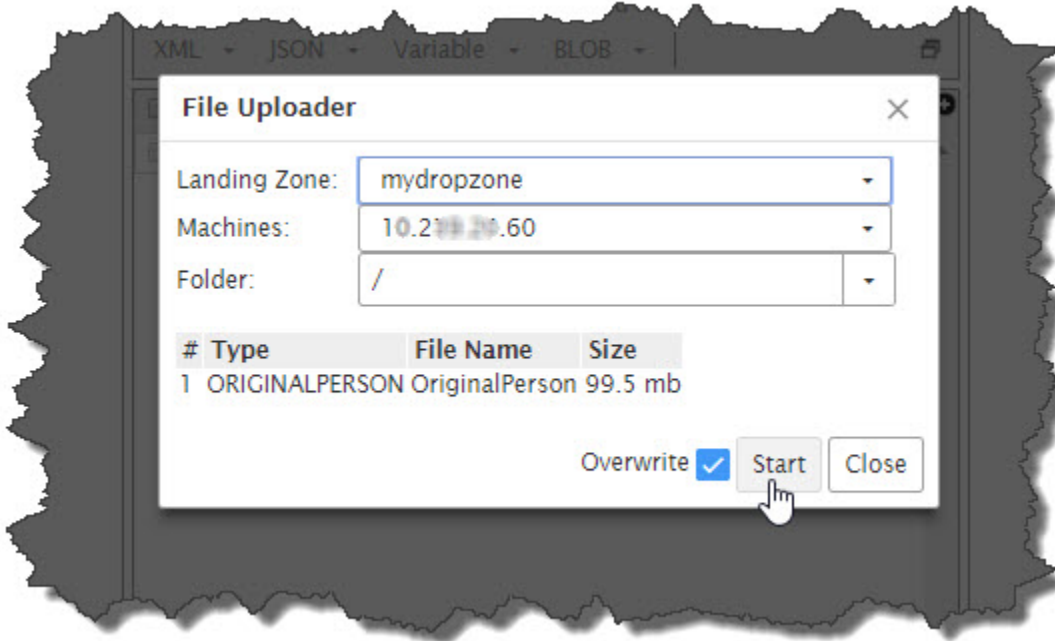 XML JSON Variable BLOB
File Uploader
Landing Zone: mydropzone
Machines:
Folder: /
# Type File Name Size
1 ORIGINALPERSON OriginalPerson 99.5 mb
Overwrite Start Close